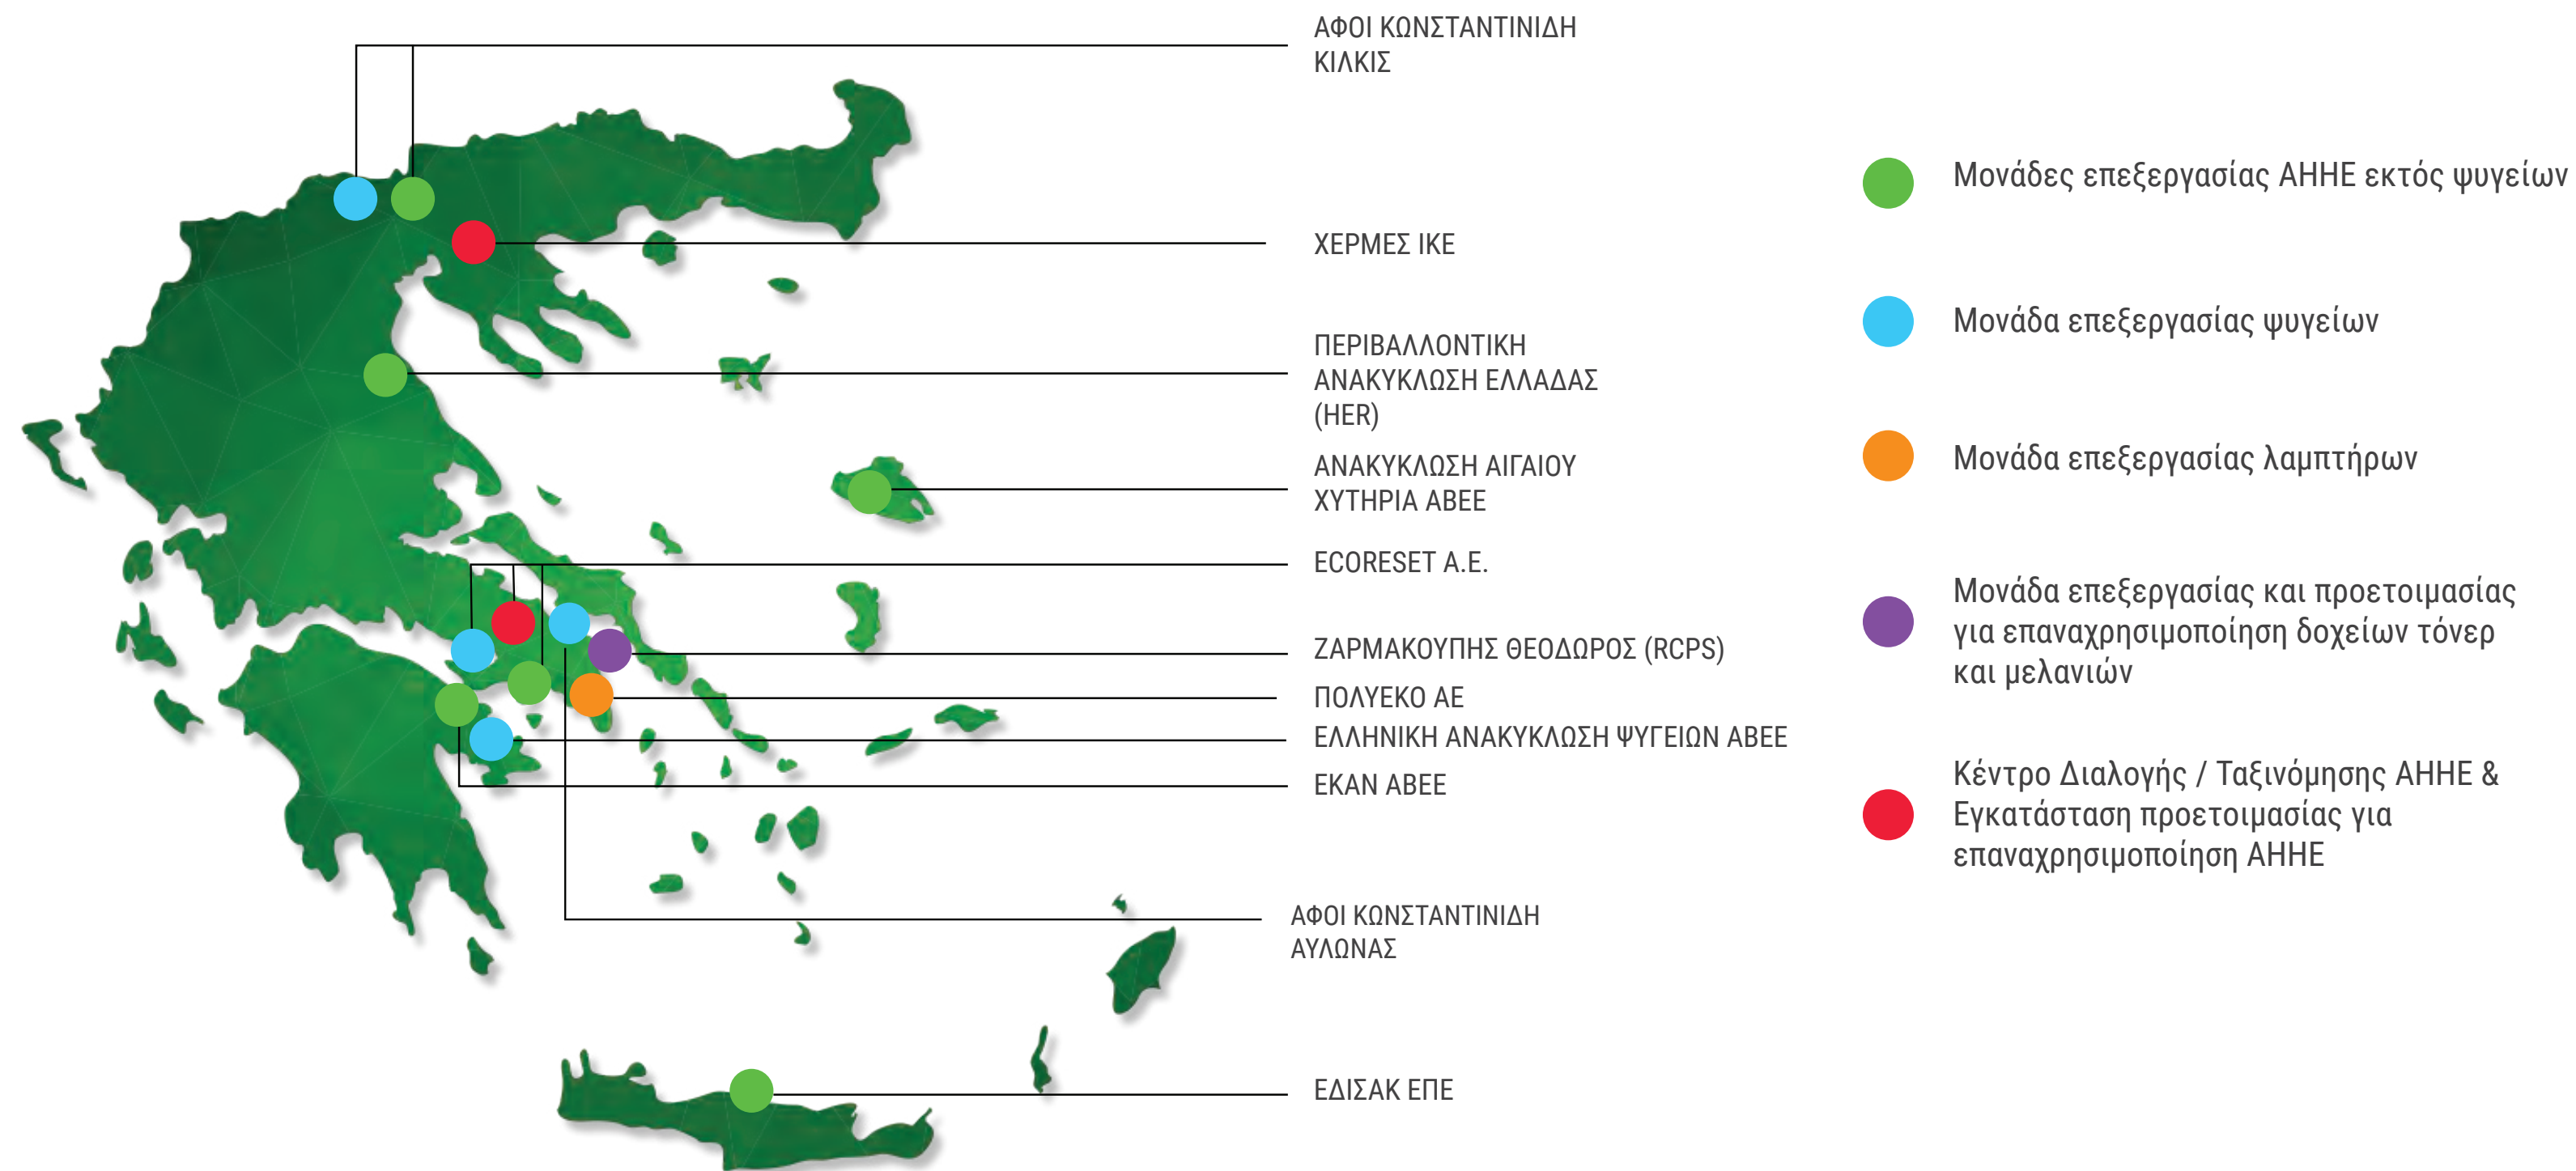 ΑΦΟΙ ΚΩΝΣΤΑΝΤΙΝΙΔΗ
ΚΙΛΚΙΣ
ΧΕΡΜΕΣ ΙΚΕ
ΠΕΡΙΒΑΛΛΟΝΤΙΚΗ
ΑΝΑΚΥΚΛΩΣΗ ΕΛΛΑΔΑΣ
(HER)
ΑΝΑΚΥΚΛΩΣΗ ΑΙΓΑΙΟΥ
ΧΥΤΗΡΙΑ ΑΒΕΕ
ECORESET Α.Ε.
ΖΑΡΜΑΚΟΥΠΗΣ ΘΕΟΔΩΡΟΣ (RCPS)
ΠΟΛΥΕΚΟ ΑΕ
ΕΛΛΗΝΙΚΗ ΑΝΑΚΥΚΛΩΣΗ ΨΥΓΕΙΩΝ ΑΒΕΕ
ΕΚΑΝ ΑΒΕΕ
ΑΦΟΙ ΚΩΝΣΤΑΝΤΙΝΙΔΗ
ΑΥΛΩΝΑΣ
ΕΔΙΣΑΚ ΕΠΕ
Μονάδες επεξεργασίας ΑΗΗΕ εκτός ψυγείων
Μονάδα επεξεργασίας ψυγείων
Μονάδα επεξεργασίας λαμπτήρων
Μονάδα επεξεργασίας και προετοιμασίας
για επαναχρησιμοποίηση δοχείων τόνερ
και μελανιών
Κέντρο Διαλογής / Ταξινόμησης ΑΗΗΕ &
Εγκατάσταση προετοιμασίας για
επαναχρησιμοποίηση ΑΗΗΕ